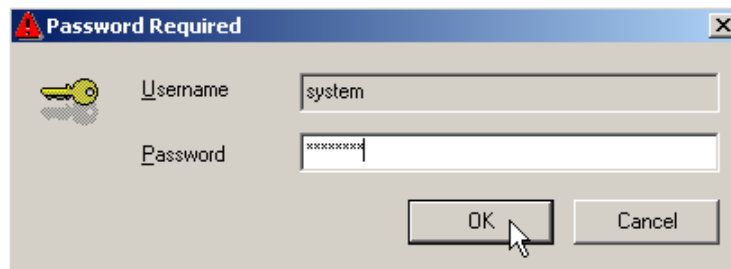 Password Required
Username system
Password ********
OK Cancel